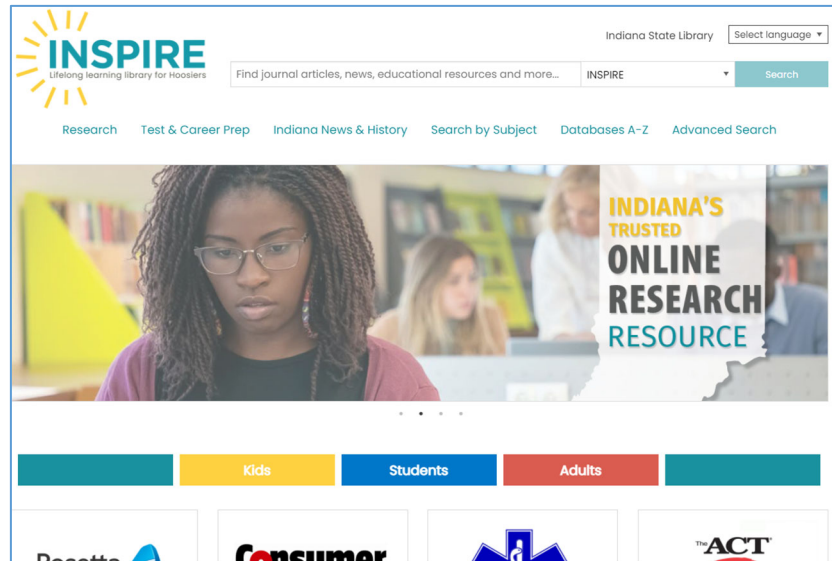 INSPIRE
Lifelong learning library for Hoosiers
Indiana State Library
Select language
Find journal articles, news, educational resources and more...
INSPIRE
Search
Research Test & Career Prep Indiana News & History Search by Subject Databases A-Z Advanced Search
INDIANA'S
TRUSTED
ONLINE
RESEARCH
RESOURCE
Kids Students Adults
Rosetta
Consumer
The ACT